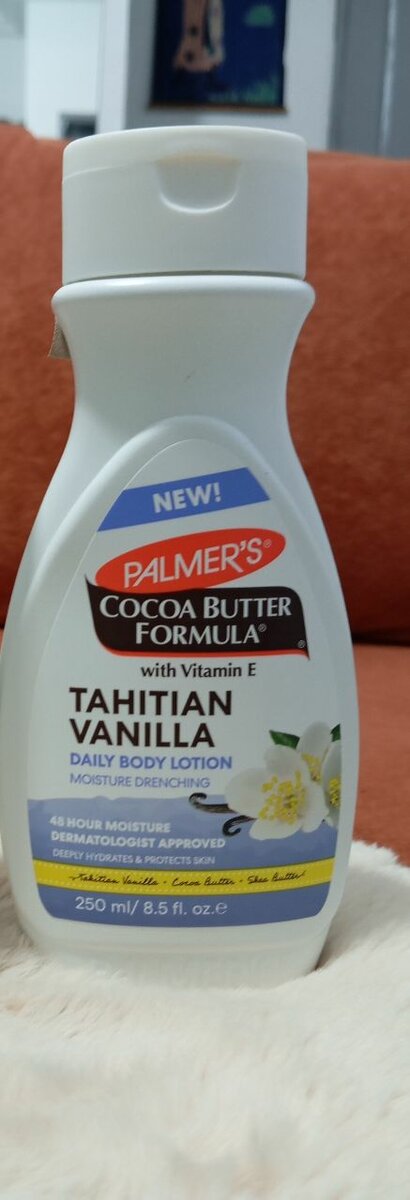 NEW!
PALMER'S®
COCOA BUTTER
FORMULA®
®
with Vitamin E
TAHITIAN
VANILLA
DAILY BODY LOTION
MOISTURE DRENCHING
48 HOUR MOISTURE
DERMATOLOGIST APPROVED
DEEPLY HYDRATES & PROTECTS SKIN
Tahitian Vanilla • Cocoa Butter • Shea Butter
250 ml/ 8.5 fl. oz.℮